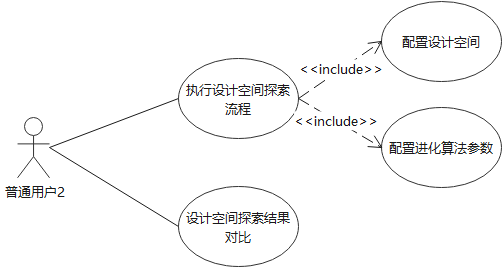 配置设计空间
<<include>>
执行设计空间探索
流程
<<include>>
配置进化算法参数
普通用户2
设计空间探索结果
对比